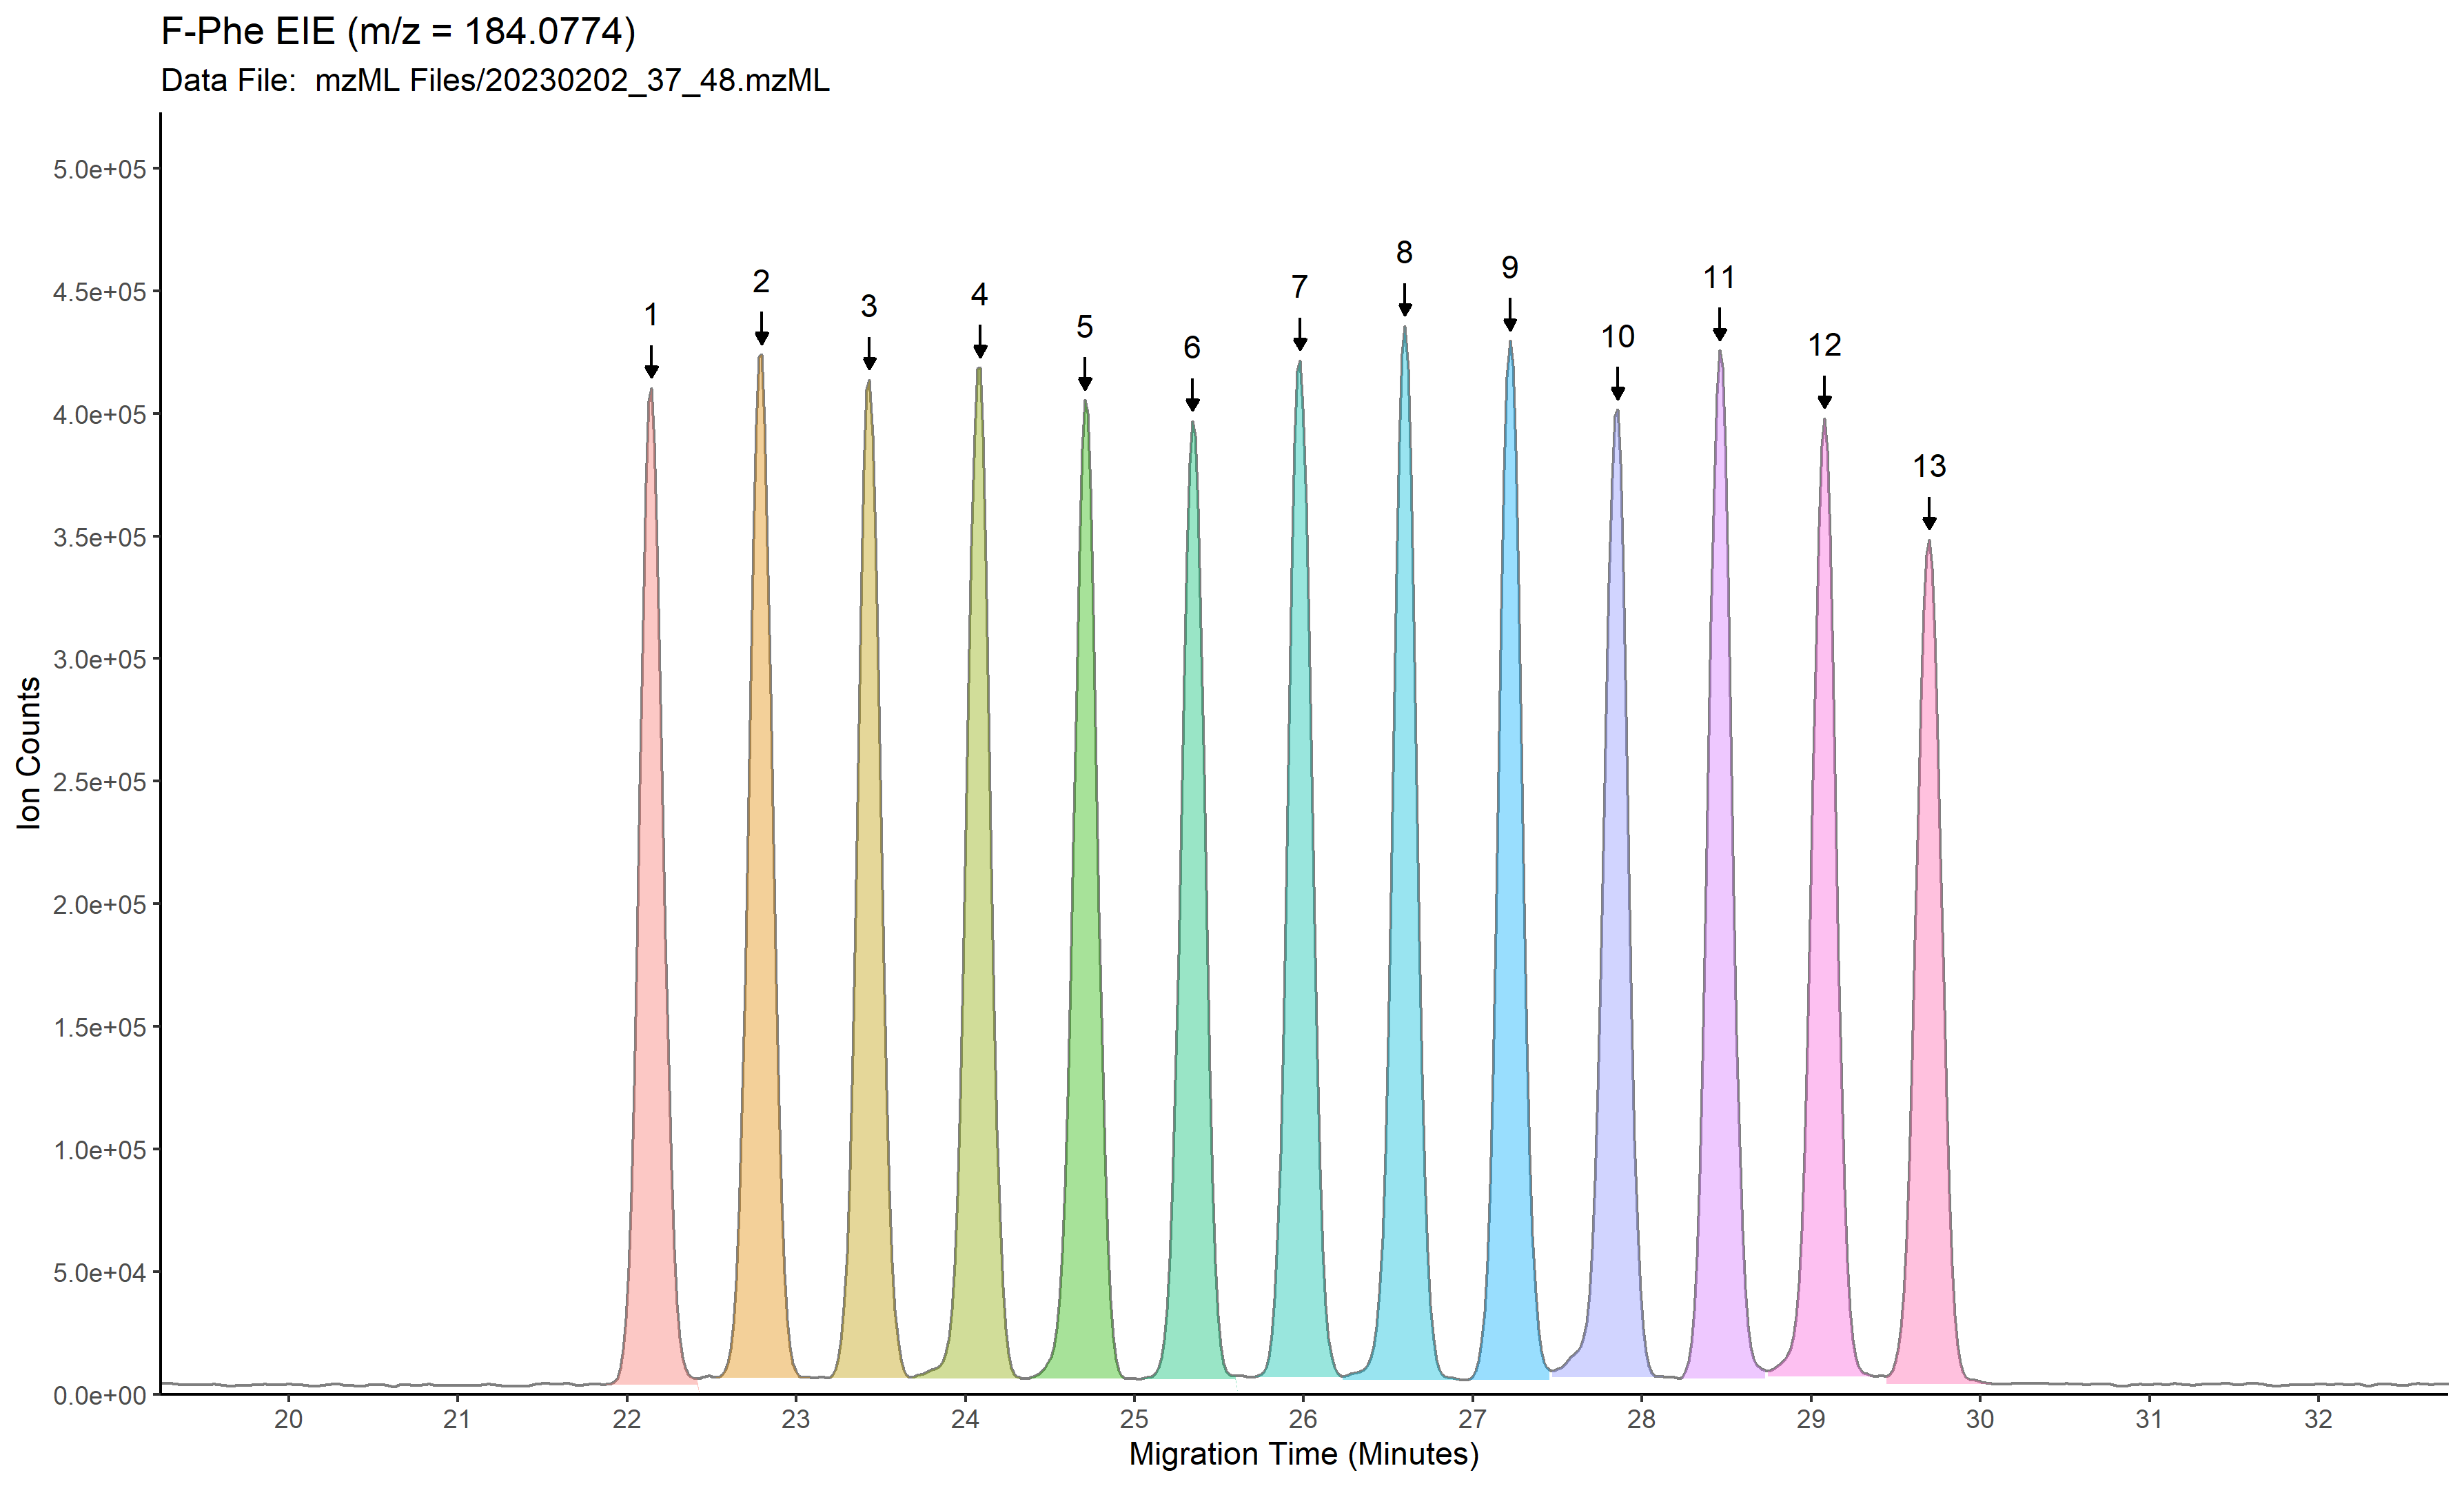 F-Phe EIE (m/z = 184.0774)
Data File:  mzML Files/20230202_37_48.mzML
5.0e+05
4.5e+05
4.0e+05
3.5e+05
3.0e+05
2.5e+05
2.0e+05
1.5e+05
1.0e+05
5.0e+04
0.0e+00
Ion Counts
1
2
3
4
5
6
7
8
9
10
11
12
13
20 21 22 23 24 25 26 27 28 29 30 31 32
Migration Time (Minutes)